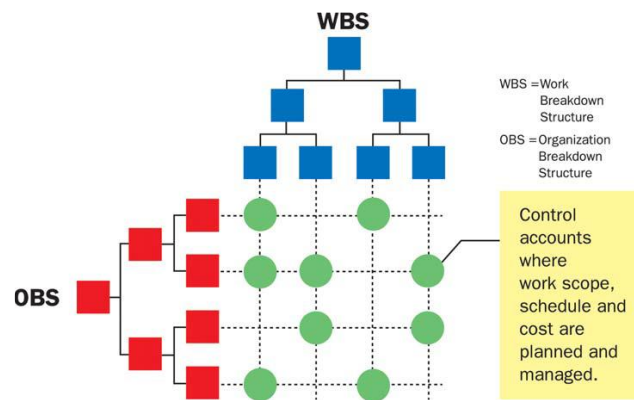 WBS
WBS =Work
Breakdown
Structure
OBS =Organization
Breakdown
Structure
Control
accounts
where
work scope,
schedule and
cost are
planned and
managed.
OBS